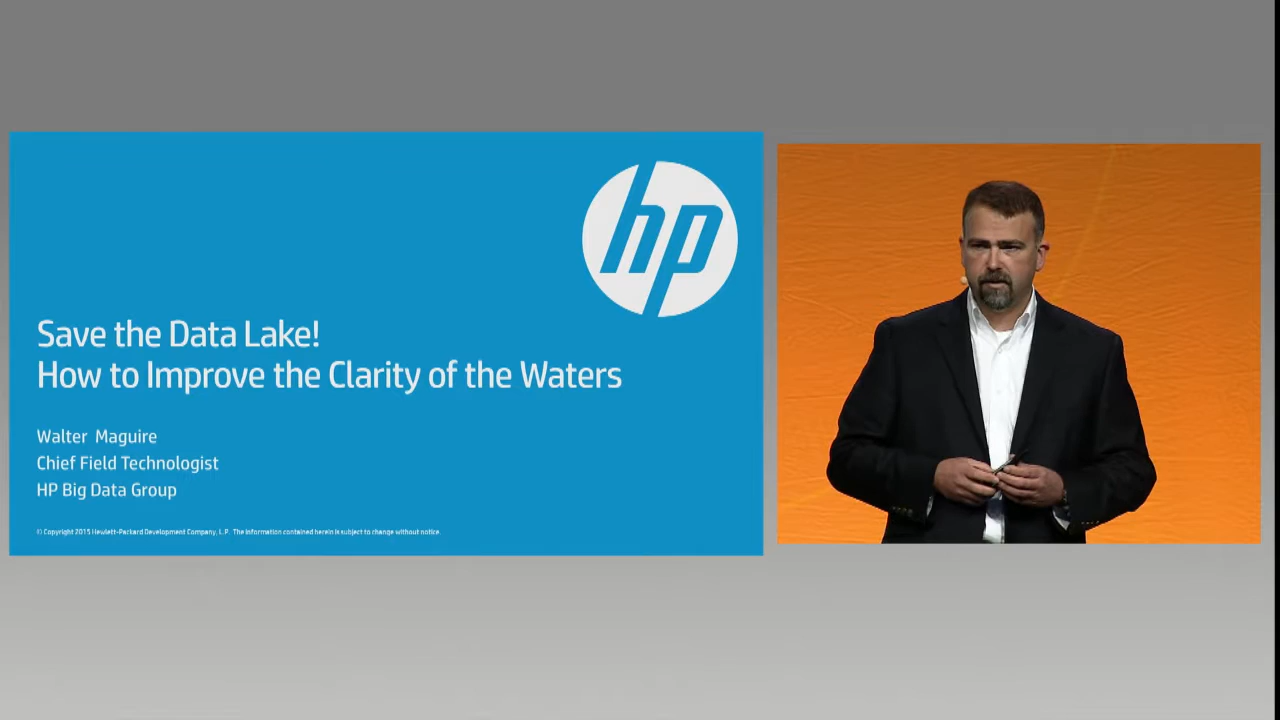 hp
Save the Data Lake!
How to Improve the Clarity of the Waters
Walter Maguire
Chief Field Technologist
HP Big Data Group
© Copyright 2015 Hewlett-Packard Development Company, L.P. The information contained herein is subject to change without notice.